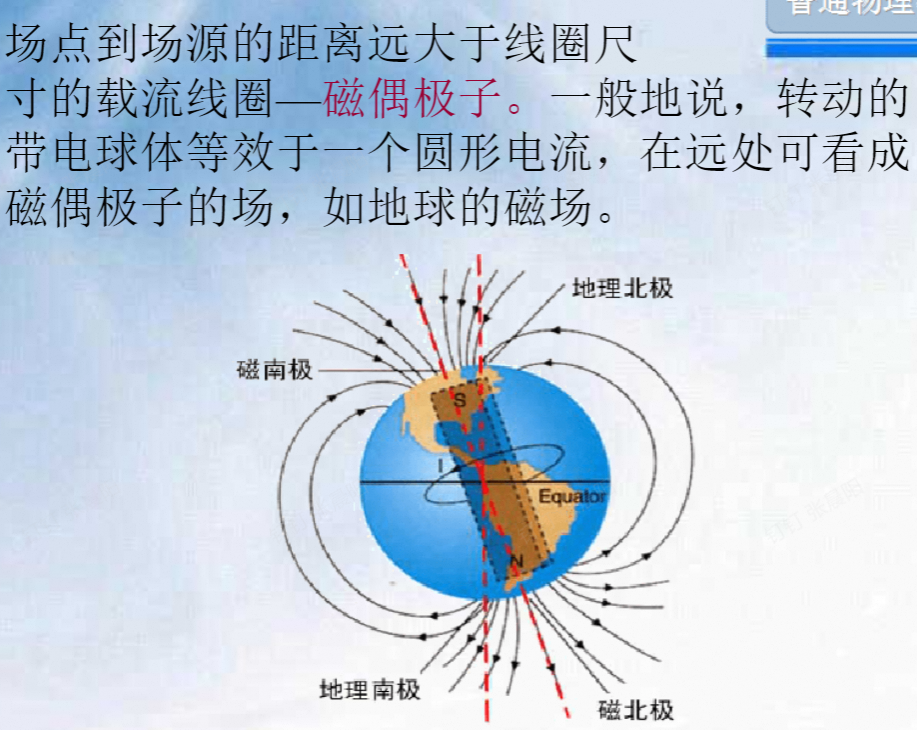 普通物理
场点到场源的距离远大于线圈尺
寸的载流线圈—磁偶极子。一般地说，转动的
带电球体等效于一个圆形电流，在远处可看成
磁偶极子的场，如地球的磁场。
地理北极
磁南极
S
I
Equator
N
地理南极
磁北极